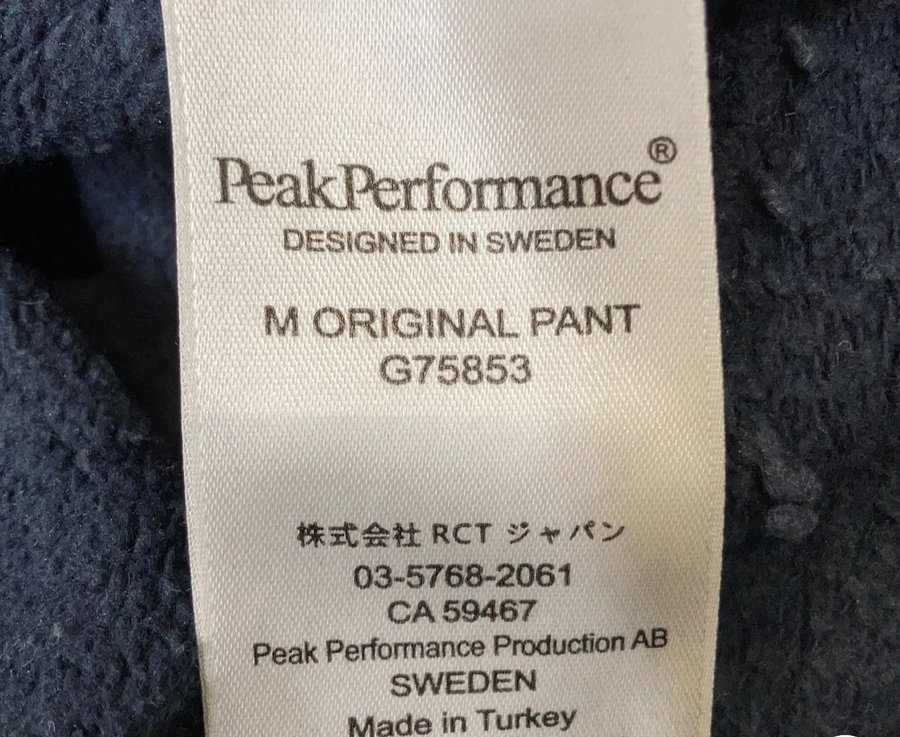 PeakPerformance®
DESIGNED IN SWEDEN
M ORIGINAL PANT
G75853
株式会社 RCT ジャパン
03-5768-2061
CA 59467
Peak Performance Production AB
SWEDEN
Made in Turkey